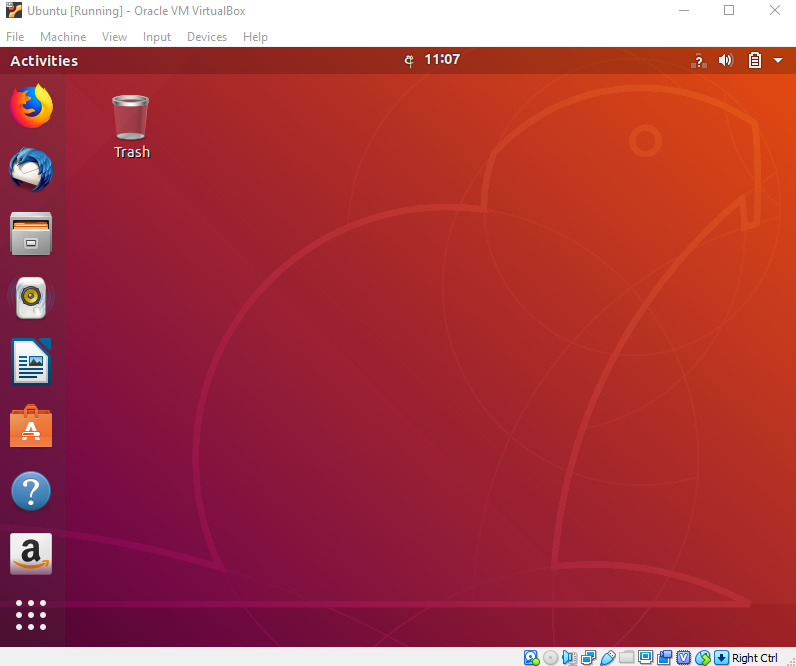 Ubuntu [Running] - Oracle VM VirtualBox
File Machine View Input Devices Help
Activities 11:07 ?
Trash
A
?
a
V Right Ctrl